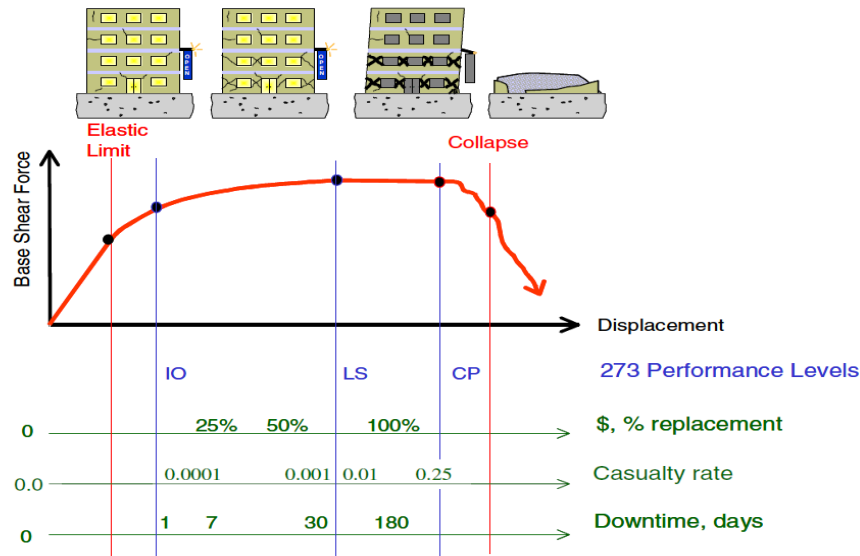 OPEN
OPEN
Elastic
Limit
Collapse
Base Shear Force
Displacement
IO LS CP 273 Performance Levels
0 25% 50% 100% $, % replacement
0.0 0.0001 0.001 0.01 0.25 Casualty rate
0 1 7 30 180 Downtime, days